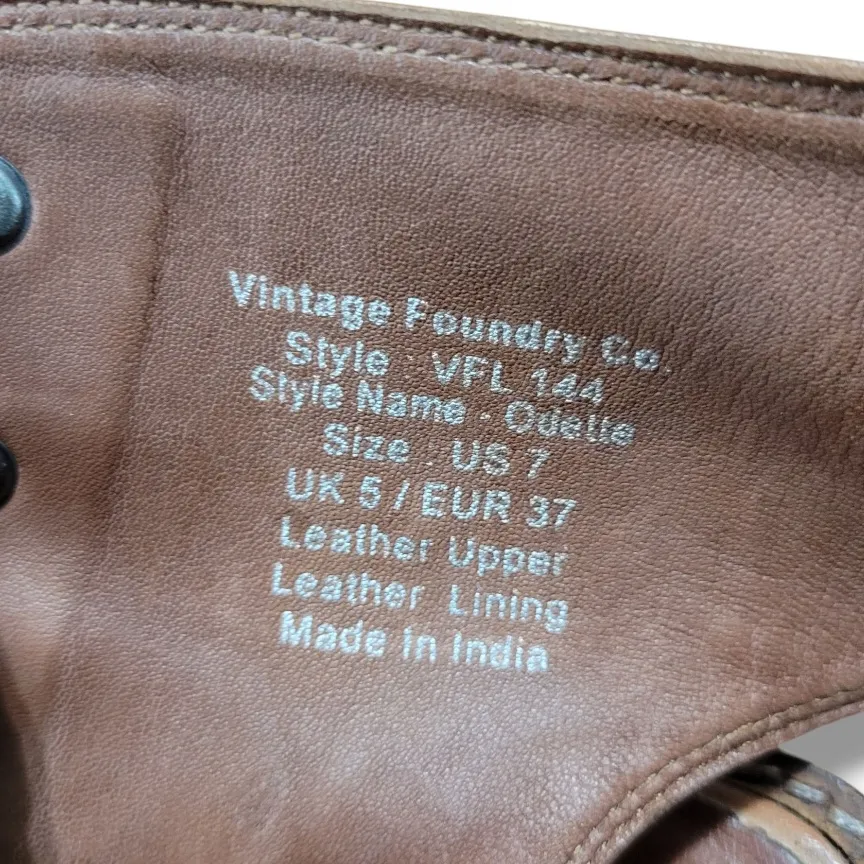 Vintage Foundry Co.
Style : VFL 144
Style Name - Odette
Size : US 7
UK 5 / EUR 37
Leather Upper
Leather Lining
Made In India